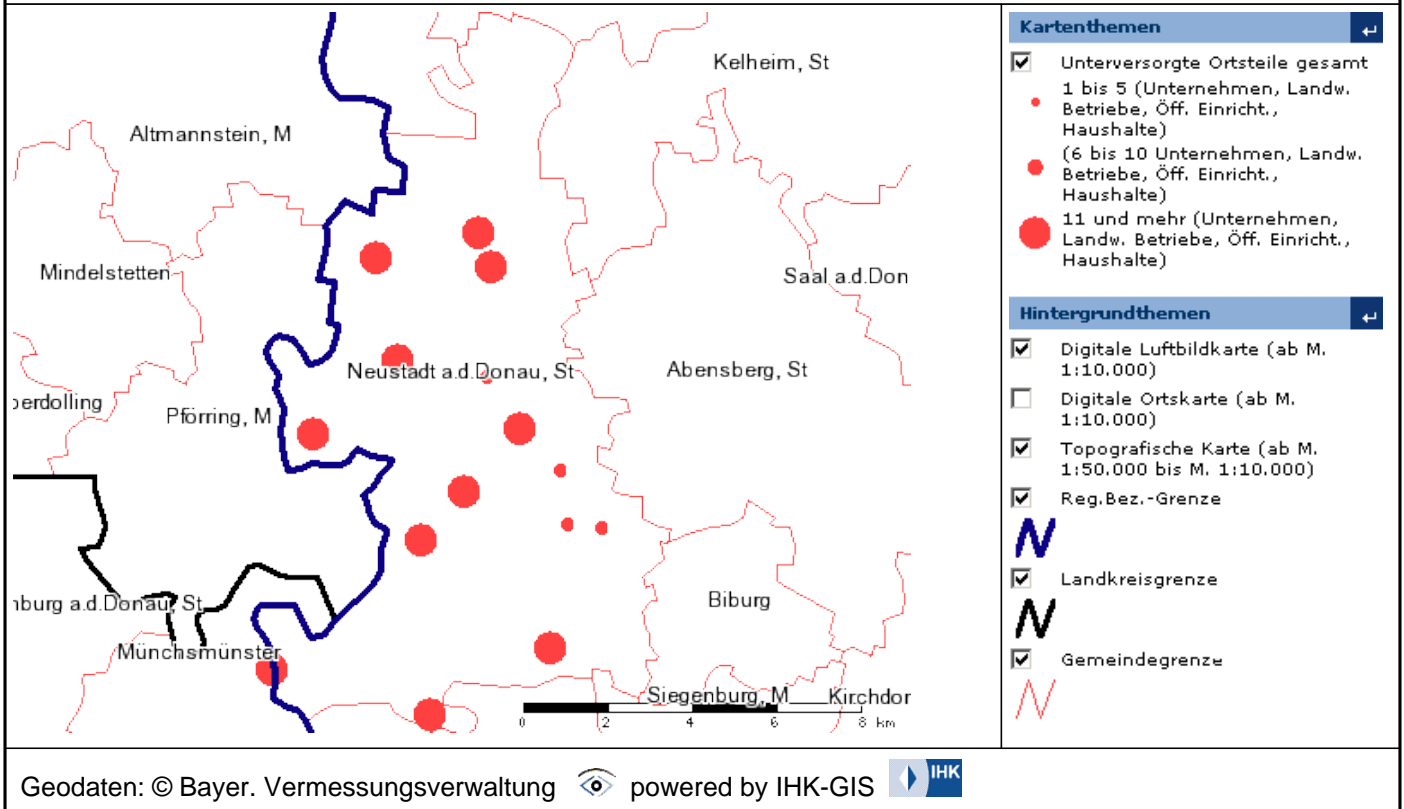 Kelheim, St
Altmannstein, M
Mindelstetten
Saal a.d.Don
Neustadt a.d.Donau, St
Abensberg, St
berdolling
Pförring, M
nburg a.d.Donau, St
Biburg
Münchsmünster
Siegenburg, M
Kirchdor
0 2 4 6 8 km
Kartenthemen
Unterversorgte Ortsteile gesamt
1 bis 5 (Unternehmen, Landw.
Betriebe, Öff. Einricht.,
Haushalte)
(6 bis 10 Unternehmen, Landw.
Betriebe, Öff. Einricht.,
Haushalte)
11 und mehr (Unternehmen,
Landw. Betriebe, Öff. Einricht.,
Haushalte)
Hintergrundthemen
Digitale Luftbildkarte (ab M.
1:10.000)
Digitale Ortskarte (ab M.
1:10.000)
Topografische Karte (ab M.
1:50.000 bis M. 1:10.000)
Reg.Bez.-Grenze
Landkreisgrenze
Gemeindegrenze
Geodaten: © Bayer. Vermessungsverwaltung powered by IHK-GIS IHK